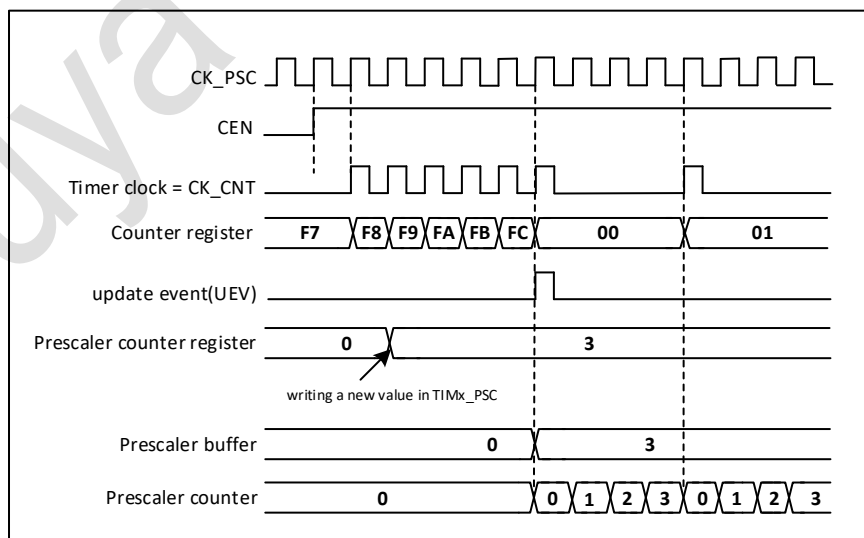 CK_PSC
CEN
Timer clock = CK_CNT
Counter register F7 F8 F9 FA FB FC 00 01
update event(UEV)
Prescaler counter register 0 3
writing a new value in TIMx_PSC
Prescaler buffer 0 3
Prescaler counter 0 0 1 2 3 0 1 2 3